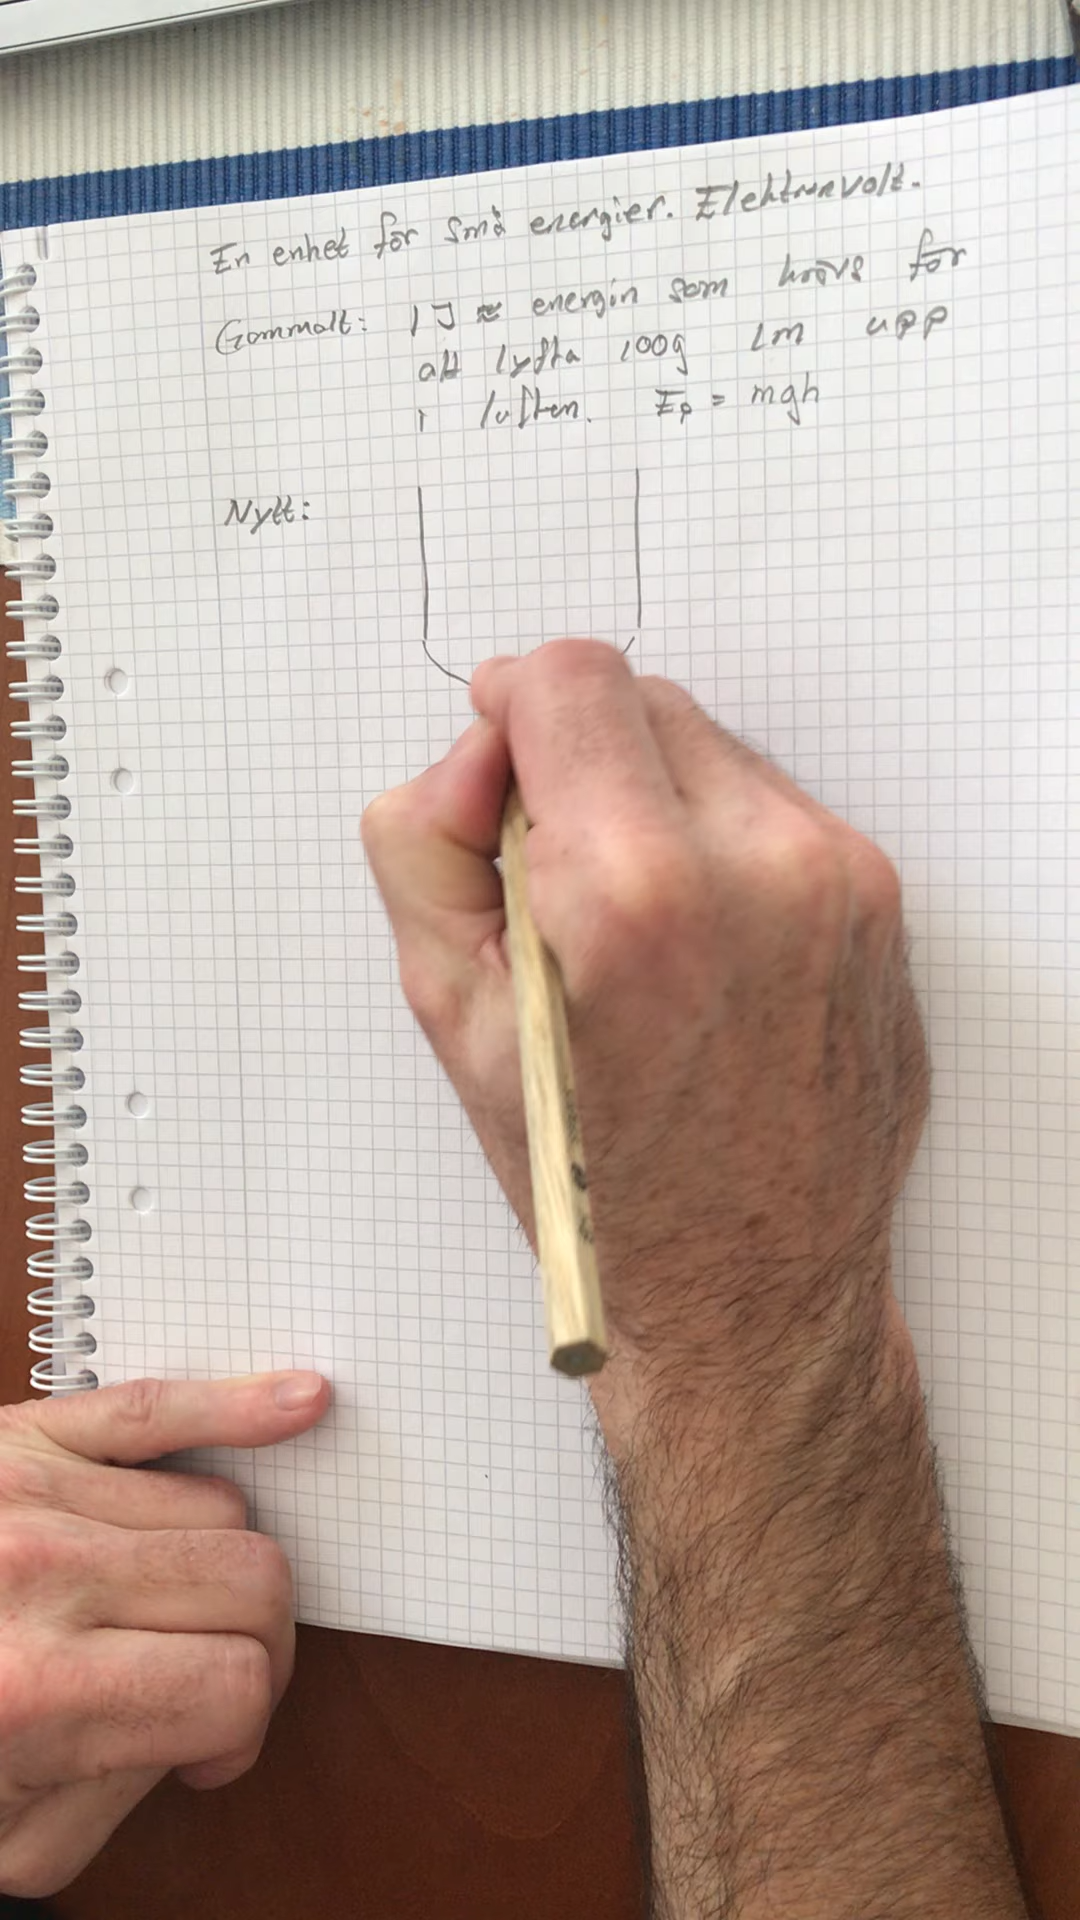 En enhet för små energier. Elektronvolt.
Gammalt: 1 J ≈ energin som krävs för
att lyfta 100g 1m upp
i luften. Ep = mgh
Nytt: